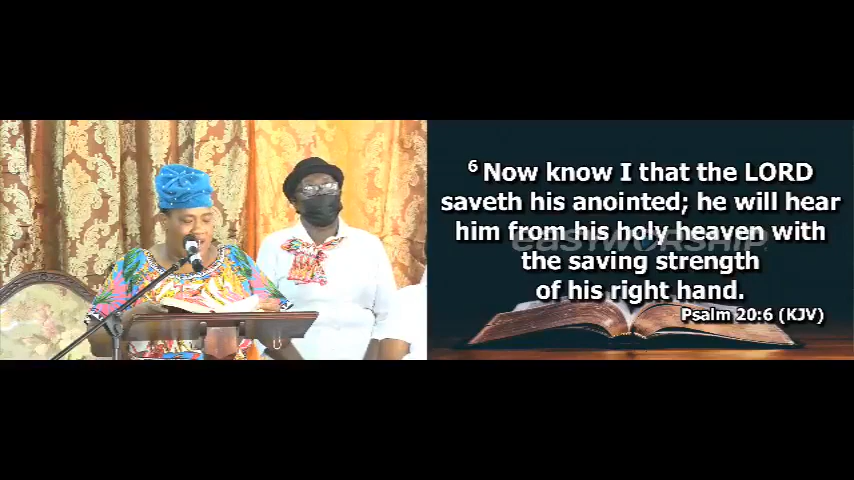 6 Now know I that the LORD
saveth his anointed; he will hear
him from his holy heaven with
easyworship
the saving strength
of his right hand.
Psalm 20:6 (KJV)